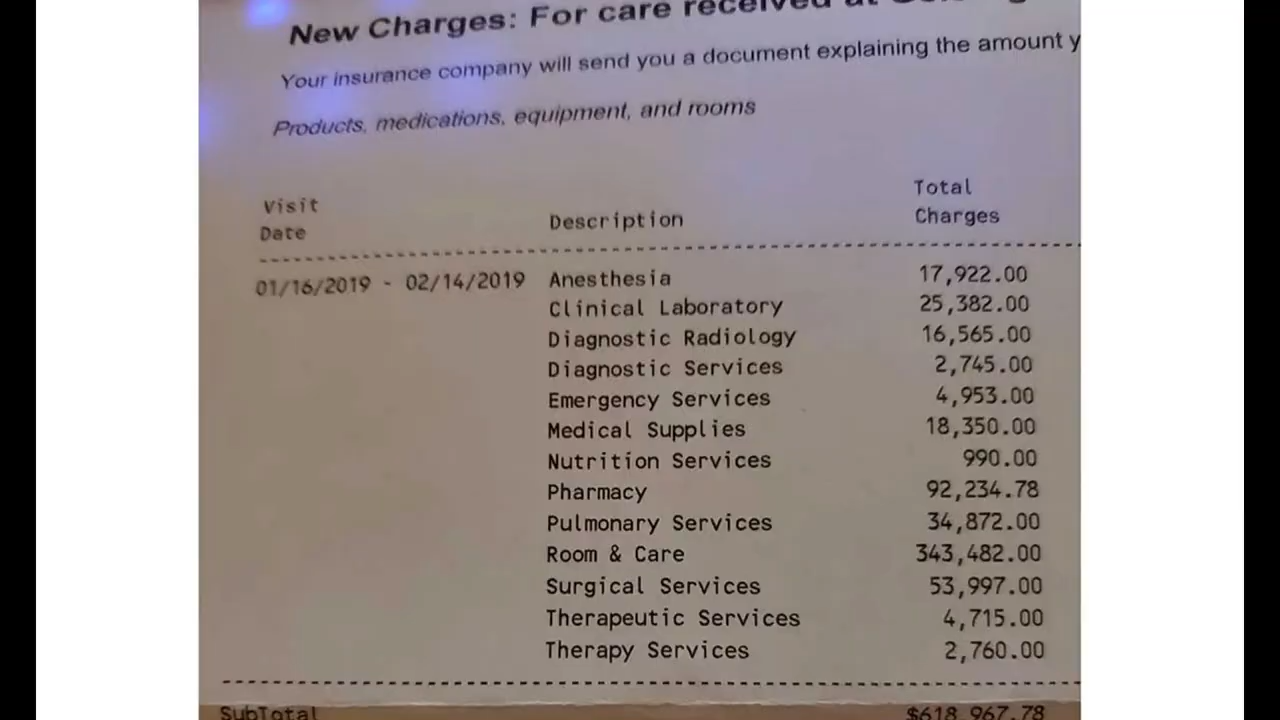 New Charges: For care received at
Your insurance company will send you a document explaining the amount y
Products, medications, equipment, and rooms
Visit Date Description Total Charges
01/16/2019 - 02/14/2019 Anesthesia 17,922.00
Clinical Laboratory 25,382.00
Diagnostic Radiology 16,565.00
Diagnostic Services 2,745.00
Emergency Services 4,953.00
Medical Supplies 18,350.00
Nutrition Services 990.00
Pharmacy 92,234.78
Pulmonary Services 34,872.00
Room & Care 343,482.00
Surgical Services 53,997.00
Therapeutic Services 4,715.00
Therapy Services 2,760.00
SubTotal $618,967.78